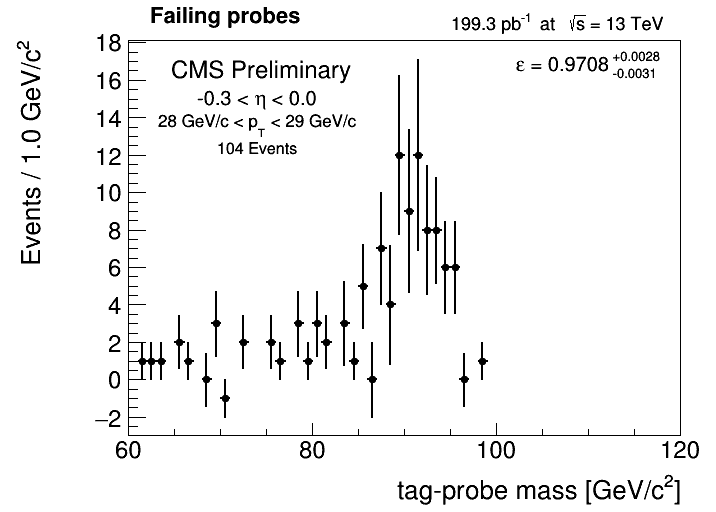 Failing probes
199.3 pb⁻¹ at √s = 13 TeV
Events / 1.0 GeV/c²
18
16
14
12
10
8
6
4
2
0
−2
CMS Preliminary
-0.3 < η < 0.0
28 GeV/c < p_T < 29 GeV/c
104 Events
ε = 0.9708 +0.0028 -0.0031
60 80 100 120
tag-probe mass [GeV/c²]